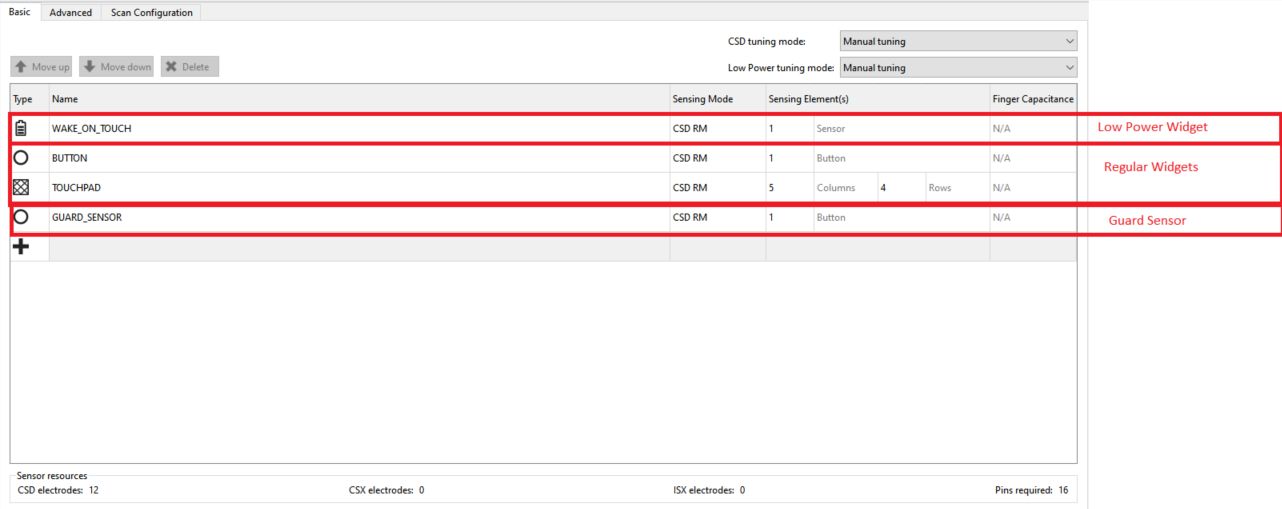 Basic Advanced Scan Configuration
CSD tuning mode: Manual tuning
Move up Move down Delete Low Power tuning mode: Manual tuning
Type Name Sensing Mode Sensing Element(s) Finger Capacitance
WAKE_ON_TOUCH CSD RM 1 Sensor N/A Low Power Widget
BUTTON CSD RM 1 Button N/A Regular Widgets
TOUCHPAD CSD RM 5 Columns 4 Rows N/A
GUARD_SENSOR CSD RM 1 Button N/A Guard Sensor
Sensor resources
CSD electrodes: 12 CSX electrodes: 0 ISX electrodes: 0 Pins required: 16